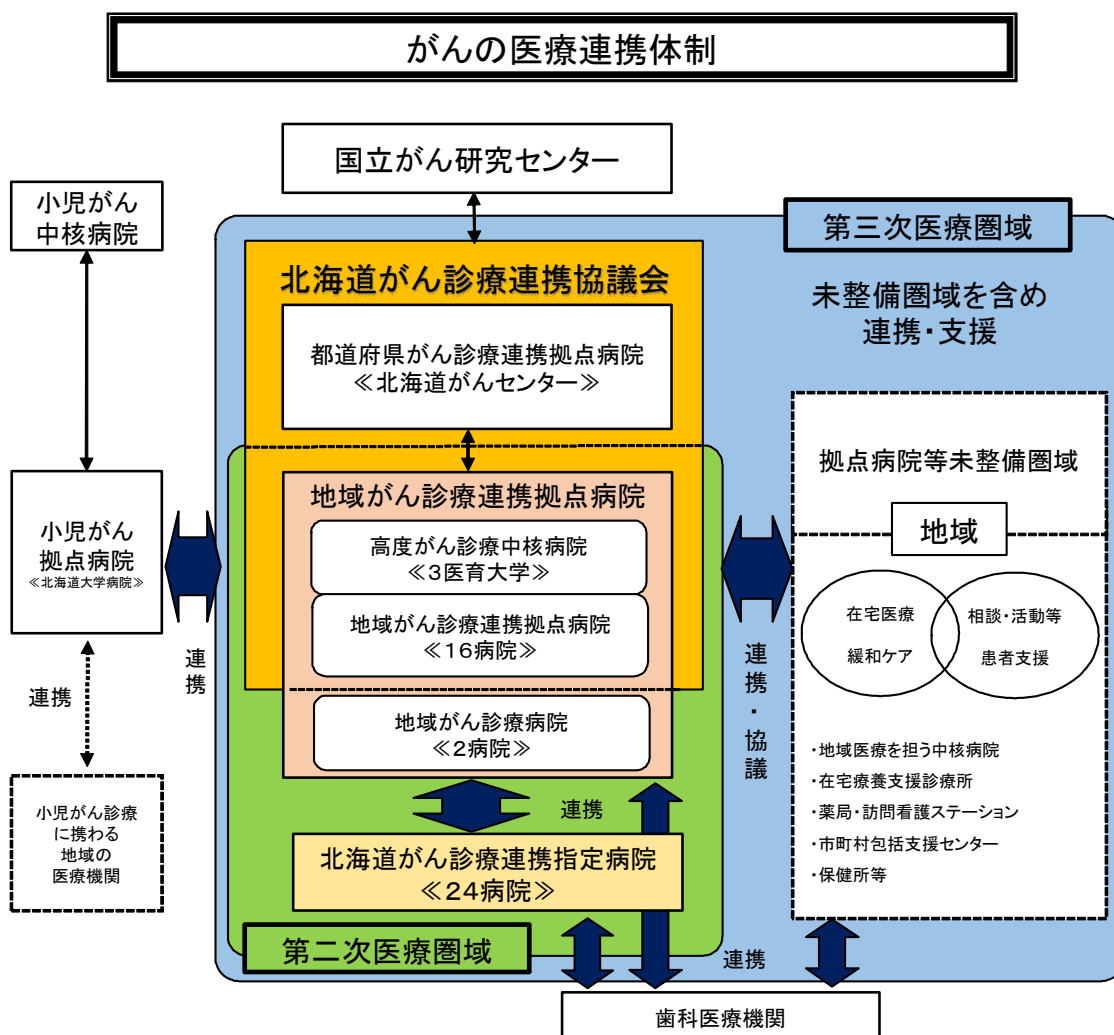 がんの医療連携体制
国立がん研究センター
小児がん
中核病院
第三次医療圏域
北海道がん診療連携協議会
未整備圏域を含め
連携・支援
都道府県がん診療連携拠点病院
≪北海道がんセンター≫
拠点病院等未整備圏域
地域がん診療連携拠点病院
小児がん
拠点病院
≪北海道大学病院≫
高度がん診療中核病院
≪3医育大学≫
地域
地域がん診療連携拠点病院
≪16病院≫
在宅医療
緩和ケア
相談・活動等
患者支援
連携
連携
連携・協議
地域がん診療病院
≪2病院≫
・地域医療を担う中核病院
・在宅療養支援診療所
・薬局・訪問看護ステーション
・市町村包括支援センター
・保健所等
小児がん診療
に携わる
地域の
医療機関
連携
北海道がん診療連携指定病院
≪24病院≫
第二次医療圏域
連携
歯科医療機関